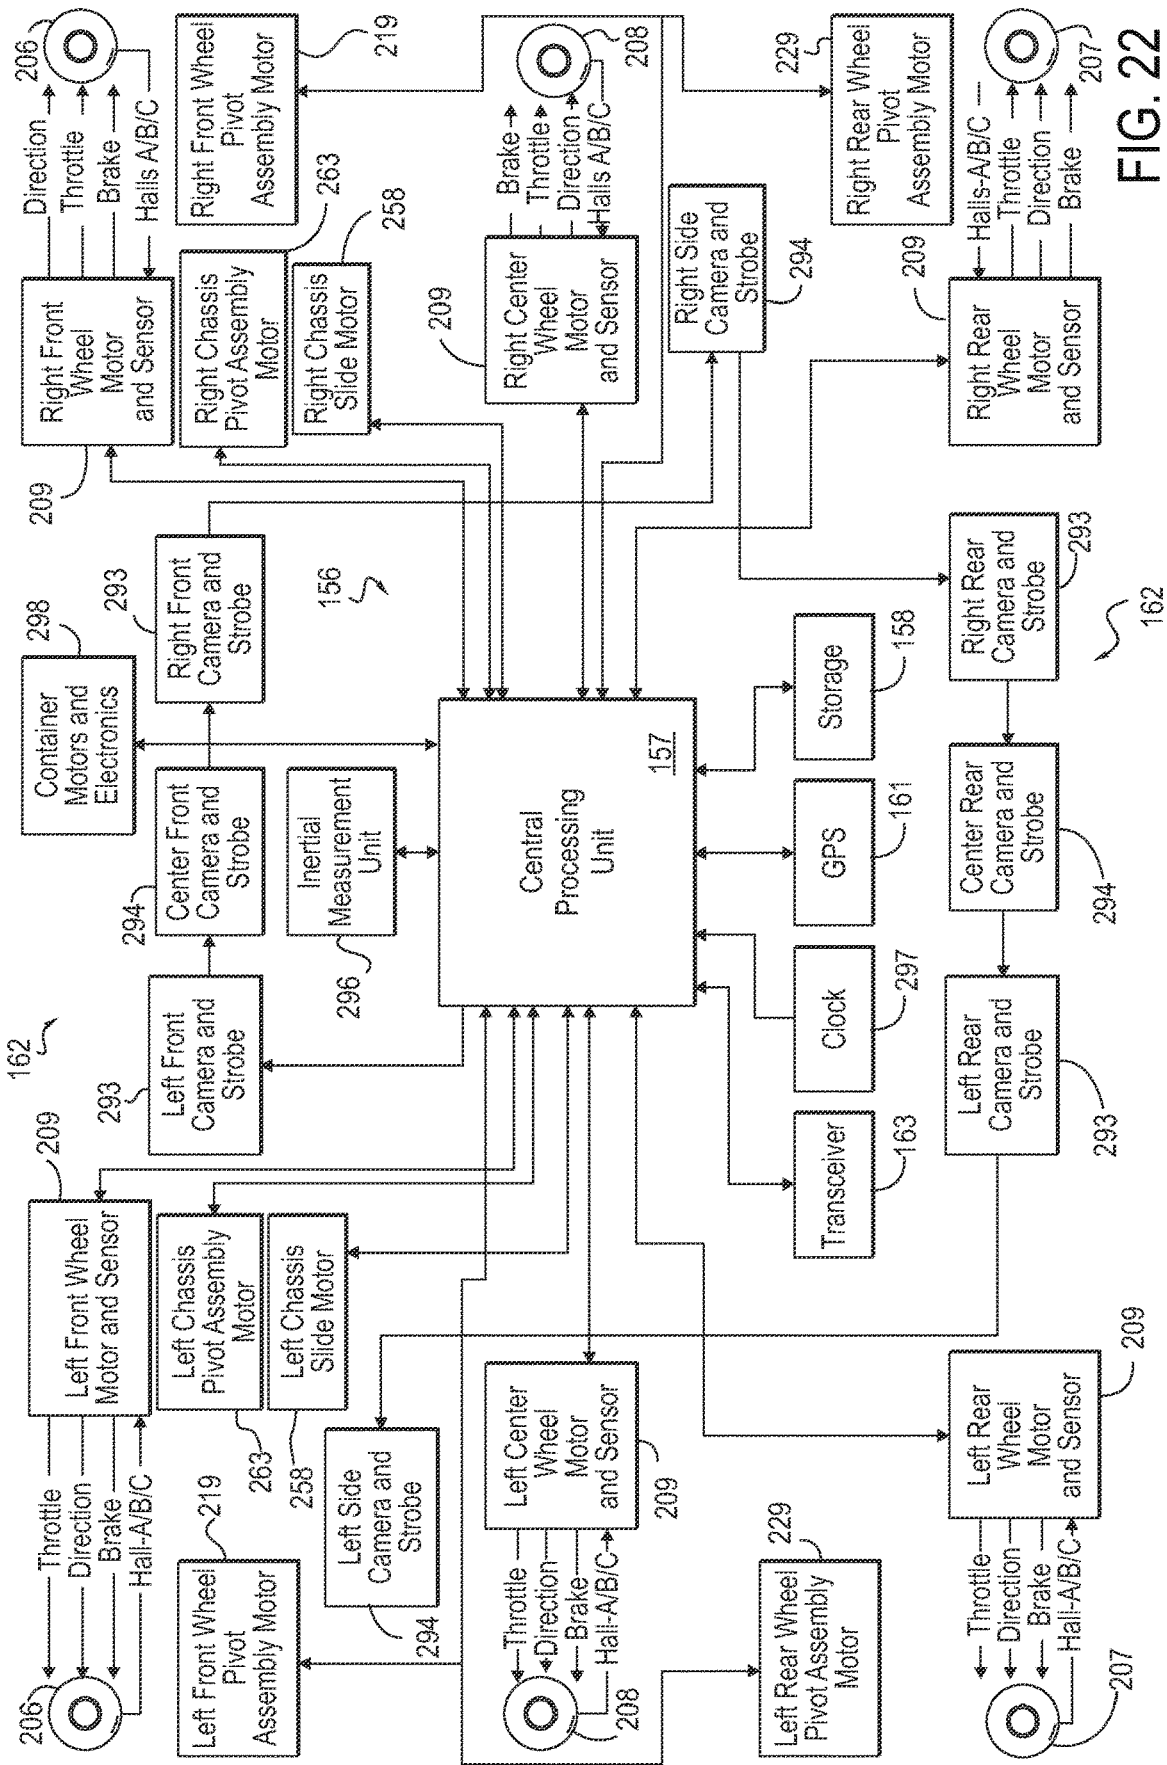 206
Throttle
Direction
Brake
Hall-A/B/C
Left Front Wheel
Motor and Sensor
209
162
298
Container
Motors and
Electronics
209
Right Front
Wheel
Motor
and Sensor
Direction
Throttle
Brake
Halls A/B/C
206
219
Left Front Wheel
Pivot
Assembly Motor
Left Chassis
Pivot Assembly
Motor
263
293
Left Front
Camera and
Strobe
294
Center Front
Camera and
Strobe
293
Right Front
Camera and
Strobe
Right Chassis
Pivot Assembly
Motor
263
Right Front Wheel
Pivot
Assembly Motor
219
Left Chassis
Slide Motor
258
Inertial
Measurement
Unit
296
156
Right Chassis
Slide Motor
258
Left Side
Camera and
Strobe
294
208
Throttle
Direction
Brake
Hall-A/B/C
Left Center
Wheel
Motor
and Sensor
209
Central
Processing
Unit
157
209
Right Center
Wheel
Motor
and Sensor
Brake
Throttle
Direction
Halls A/B/C
208
Right Side
Camera and
Strobe
294
229
Left Rear Wheel
Pivot Assembly
Motor
Transceiver
163
Clock
297
GPS
161
Storage
158
229
Right Rear Wheel
Pivot
Assembly Motor
207
Throttle
Direction
Brake
Hall-A/B/C
Left Rear
Wheel
Motor
and Sensor
209
Left Rear
Camera and
Strobe
293
Center Rear
Camera and
Strobe
294
Right Rear
Camera and
Strobe
293
162
209
Right Rear
Wheel
Motor
and Sensor
Halls-A/B/C
Throttle
Direction
Brake
207
FIG. 22